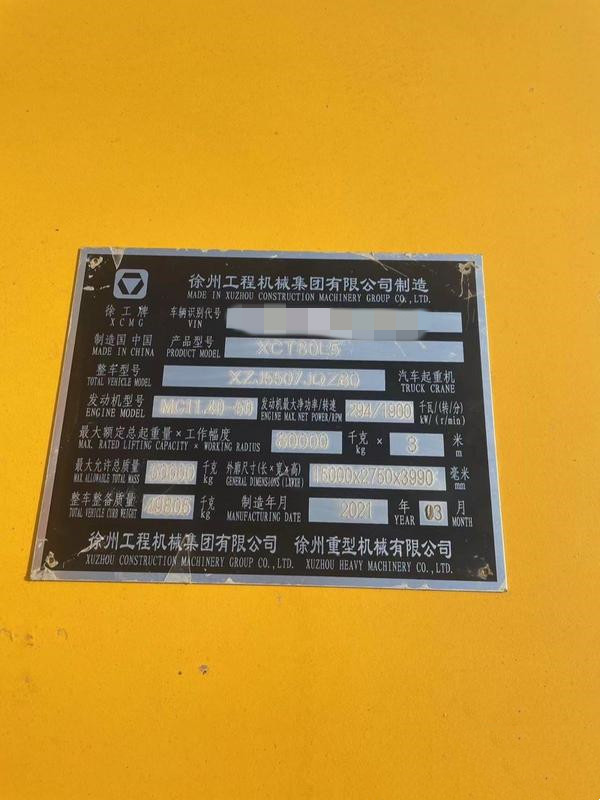 徐州工程机械集团有限公司制造
MADE IN XUZHOU CONSTRUCTION MACHINERY GROUP CO., LTD.
徐工牌 车辆识别代号
XCMG VIN
制造国 中国 产品型号 XCT80L5
MADE IN CHINA PRODUCT MODEL
整车型号 XZJ5507JQZ80 汽车起重机
TOTAL VEHICLE MODEL TRUCK CRANE
发动机型号 MC11.40-50 发动机最大净功率/转速 294/1900 千瓦/(转/分)
ENGINE MODEL ENGINE MAX. NET POWER/RPM kW/(r/min)
最大额定总起重量×工作幅度 80000 千克 × 3 米
MAX. RATED LIFTING CAPACITY × WORKING RADIUS kg m
最大允许总质量 千克 外廓尺寸(长×宽×高) 15000x2750x3990 毫米
MAX ALLOWABLE TOTAL MASS kg GENERAL DIMENSIONS (LXWXH) mm
整车整备质量 49805 千克 制造年月 2021 年 03 月
TOTAL VEHICLE CURB WEIGHT kg MANUFACTURING DATE YEAR MONTH
徐州工程机械集团有限公司 徐州重型机械有限公司
XUZHOU CONSTRUCTION MACHINERY GROUP CO., LTD. XUZHOU HEAVY MACHINERY CO., LTD.